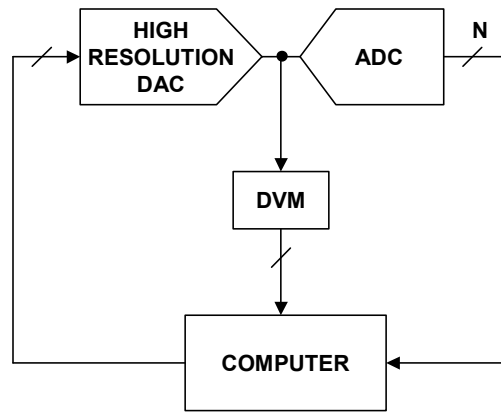 HIGH
RESOLUTION
DAC
ADC
N
DVM
COMPUTER